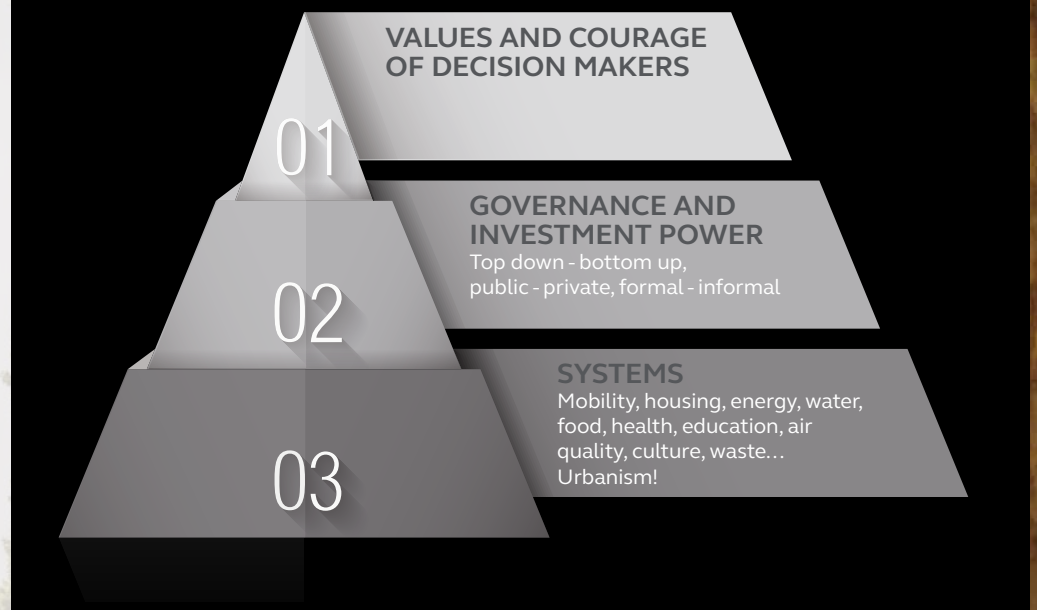 VALUES AND COURAGE
OF DECISION MAKERS
01
GOVERNANCE AND
INVESTMENT POWER
Top down - bottom up,
public - private, formal - informal
02
SYSTEMS
Mobility, housing, energy, water,
food, health, education, air
quality, culture, waste...
Urbanism!
03